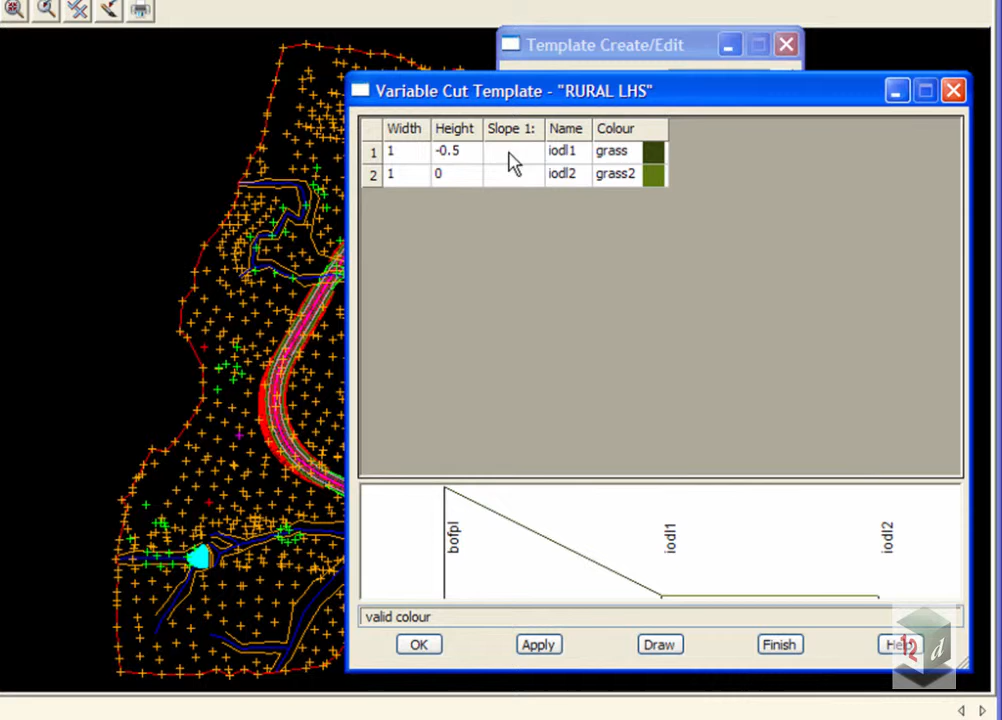 Template Create/Edit
Variable Cut Template - "RURAL LHS"
Width Height Slope 1: Name Colour
1 1 -0.5 iodl1 grass
2 1 0 iodl2 grass2
bofpl
iodl1
iodl2
valid colour
OK Apply Draw Finish Help
12 d